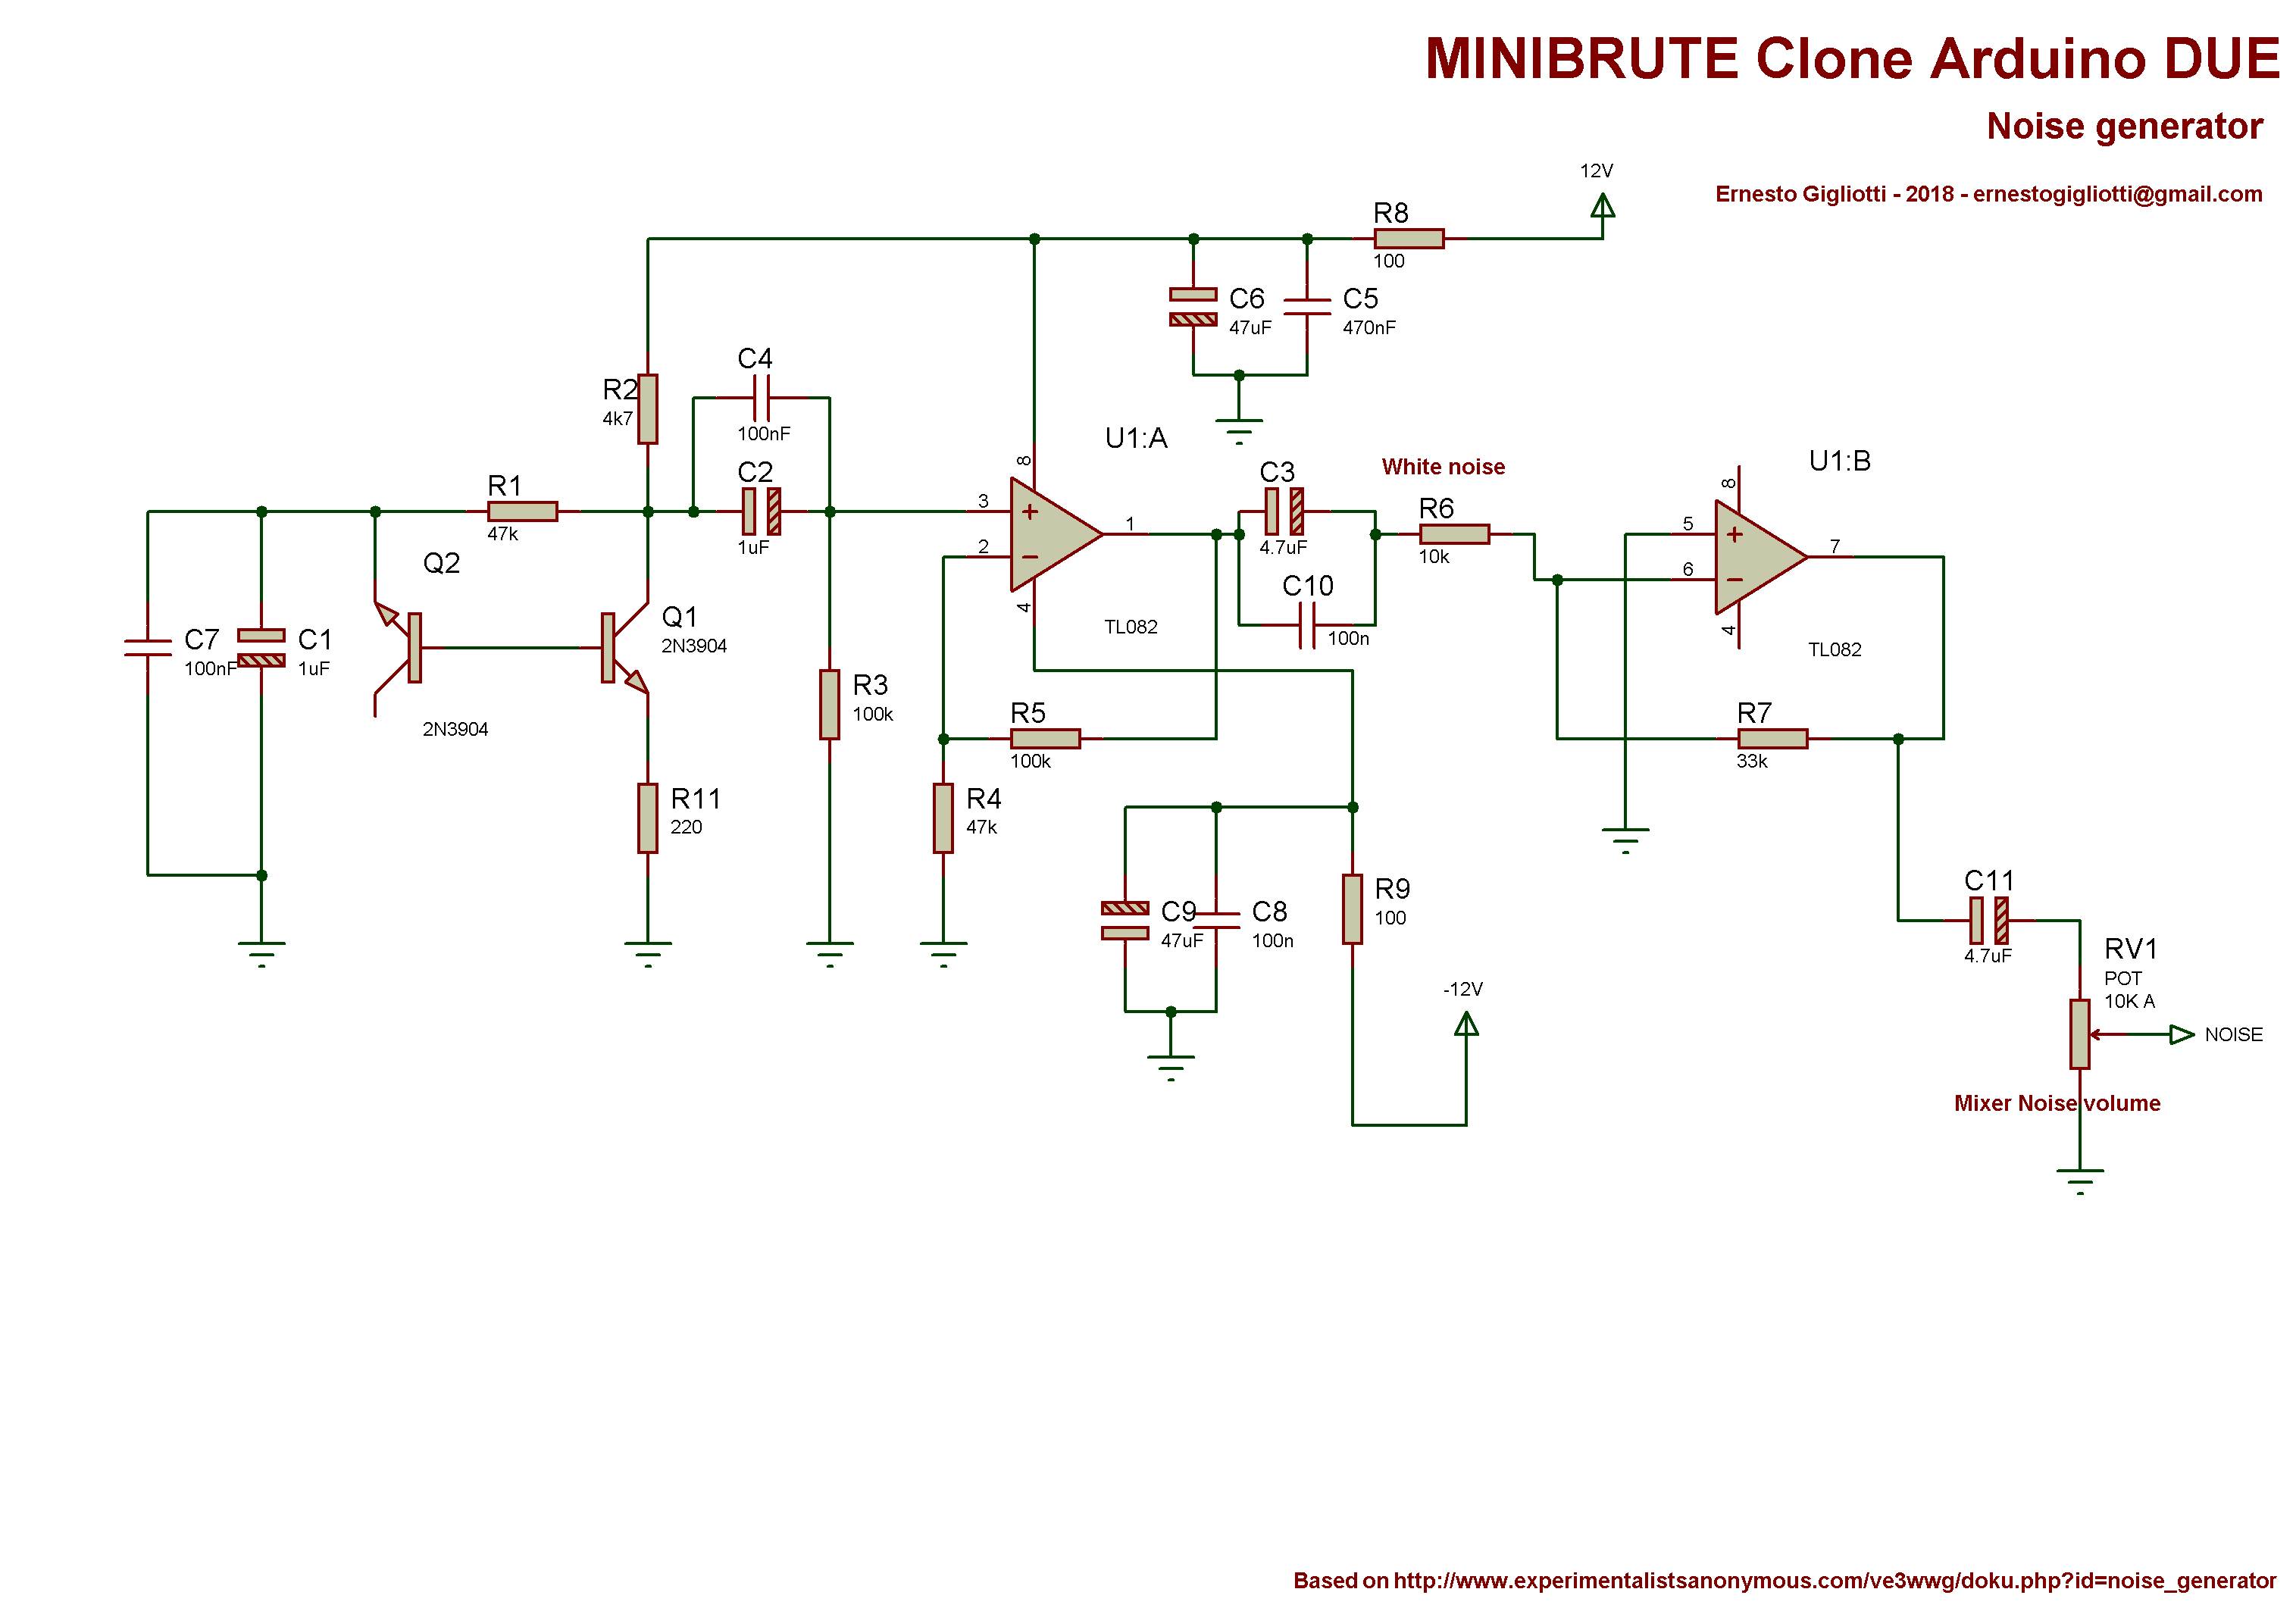 MINIBRUTE Clone Arduino DUE
Noise generator
Ernesto Gigliotti - 2018 - ernestogigliotti@gmail.com
12V
R8
100
C6
47uF
C5
470nF
R2
4k7
C4
100nF
C2
1uF
R1
47k
Q2
2N3904
Q1
2N3904
C7
100nF
C1
1uF
R11
220
R3
100k
U1:A
8
3
2
1
4
TL082
R5
100k
R4
47k
C3
4.7uF
C10
100n
White noise
R6
10k
U1:B
8
5
6
7
4
TL082
R7
33k
C9
47uF
C8
100n
R9
100
-12V
C11
4.7uF
RV1
POT
10K A
NOISE
Mixer Noise volume
Based on http://www.experimentalistsanonymous.com/ve3wwg/doku.php?id=noise_generator